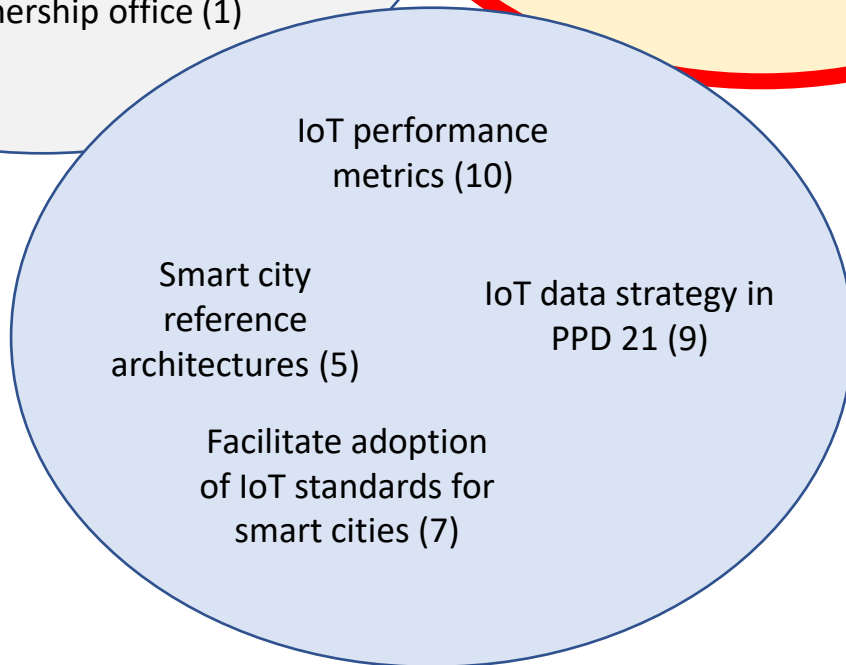 office (1)
IoT performance
metrics (10)
Smart city
reference
architectures (5)
IoT data strategy in
PPD 21 (9)
Facilitate adoption
of IoT standards for
smart cities (7)